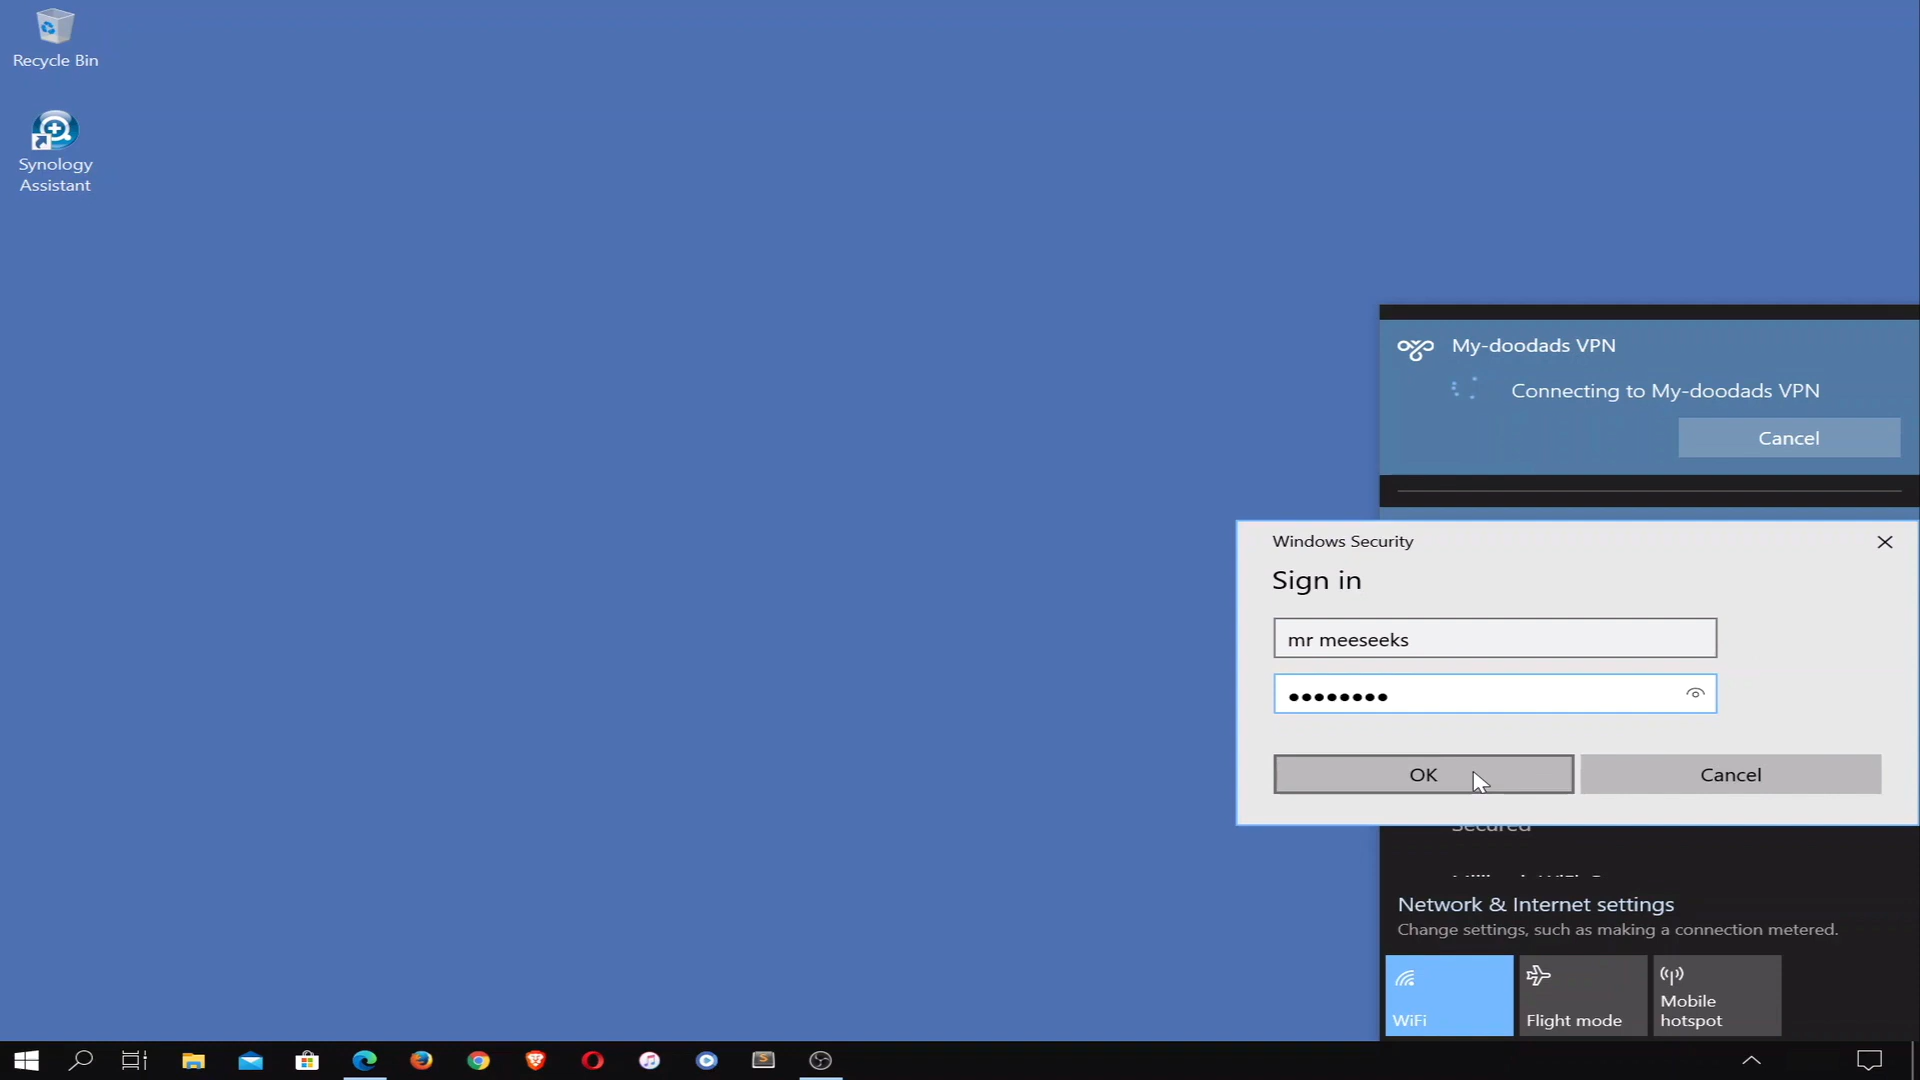 Recycle Bin
Synology
Assistant
My-doodads VPN
Connecting to My-doodads VPN
Cancel
Windows Security
Sign in
mr meeseeks
OK
Cancel
Secured
Network & Internet settings
Change settings, such as making a connection metered.
WiFi
Flight mode
Mobile
hotspot